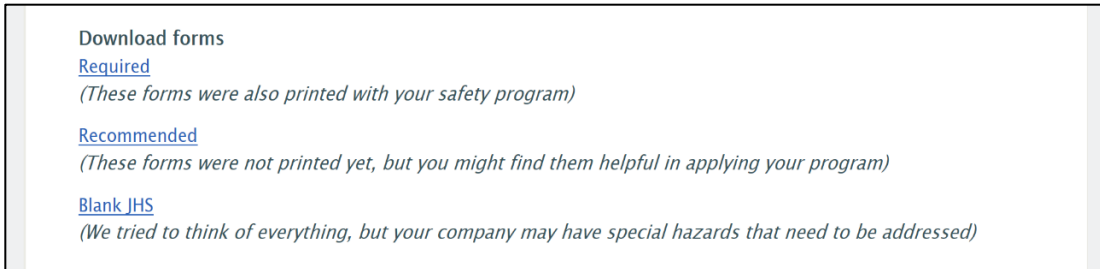 Download forms
Required
(These forms were also printed with your safety program)
Recommended
(These forms were not printed yet, but you might find them helpful in applying your program)
Blank JHS
(We tried to think of everything, but your company may have special hazards that need to be addressed)